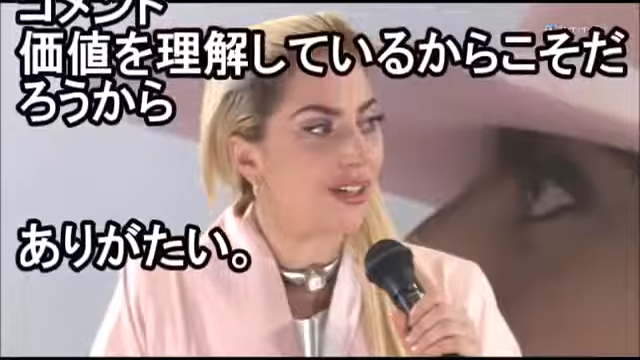 コメント
価値を理解しているからこそだ
ろうから
ありがたい。